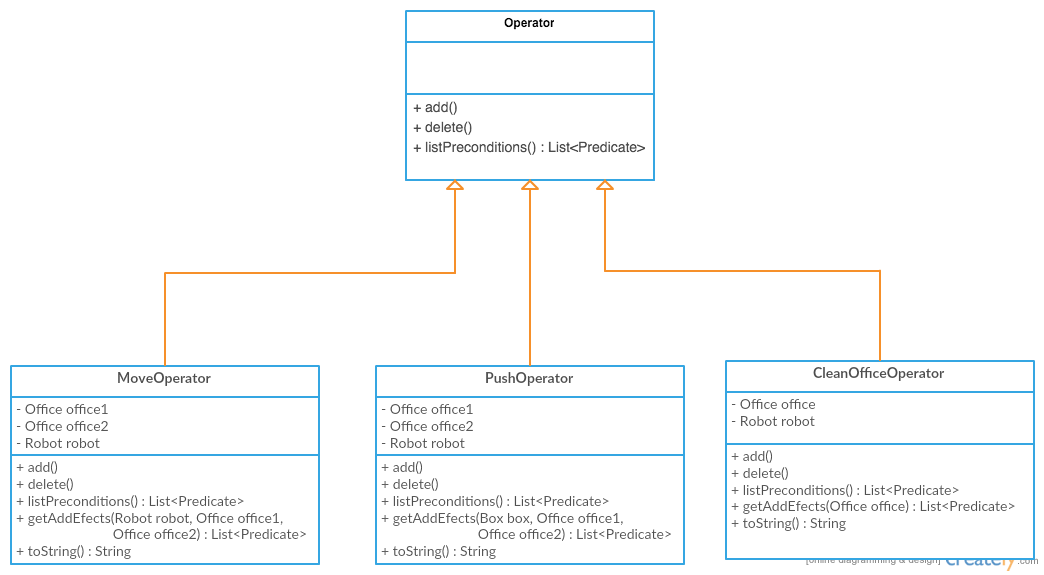 Operator
+ add()
+ delete()
+ listPreconditions() : List<Predicate>
MoveOperator
- Office office1
- Office office2
- Robot robot
+ add()
+ delete()
+ listPreconditions() : List<Predicate>
+ getAddEfects(Robot robot, Office office1,
Office office2) : List<Predicate>
+ toString() : String
PushOperator
- Office office1
- Office office2
- Robot robot
+ add()
+ delete()
+ listPreconditions() : List<Predicate>
+ getAddEfects(Box box, Office office1,
Office office2) : List<Predicate>
+ toString() : String
CleanOfficeOperator
- Office office
- Robot robot
+ add()
+ delete()
+ listPreconditions() : List<Predicate>
+ getAddEfects(Office office) : List<Predicate>
+ toString() : String
[online diagramming & design] creately.com